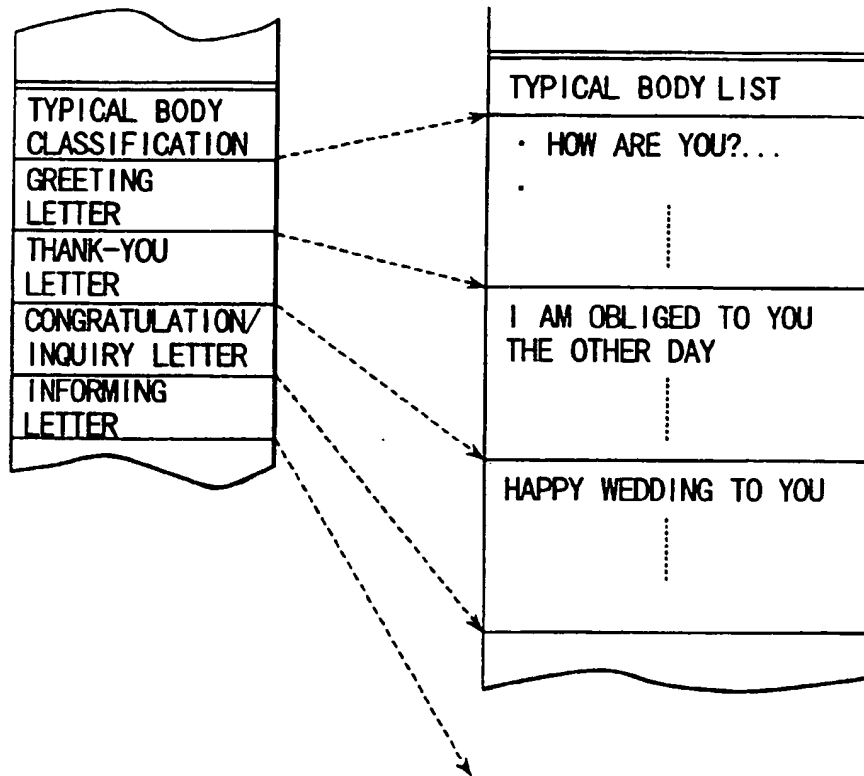 TYPICAL BODY
CLASSIFICATION
GREETING
LETTER
THANK-YOU
LETTER
CONGRATULATION/
INQUIRY LETTER
INFORMING
LETTER
TYPICAL BODY LIST
· HOW ARE YOU?...
·
I AM OBLIGED TO YOU
THE OTHER DAY
HAPPY WEDDING TO YOU